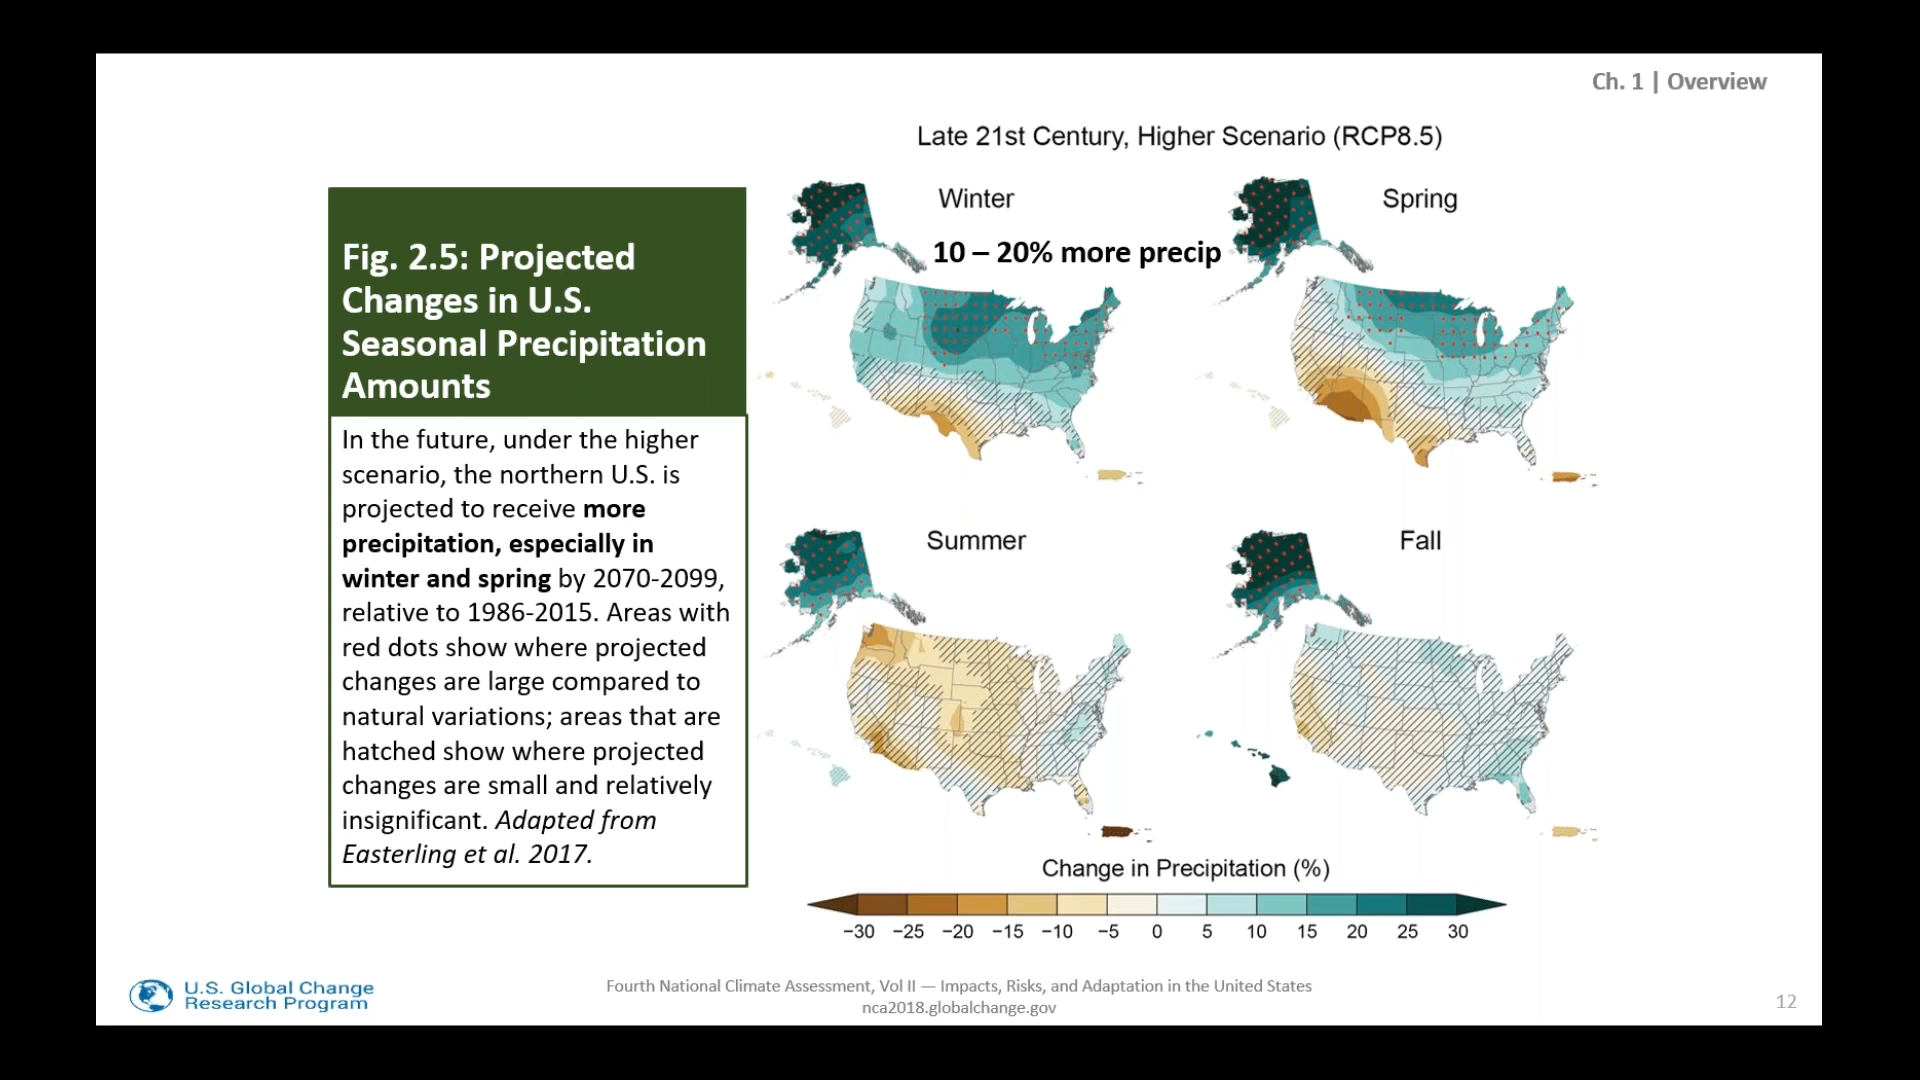 Ch. 1 | Overview
Late 21st Century, Higher Scenario (RCP8.5)
Fig. 2.5: Projected
Changes in U.S.
Seasonal Precipitation
Amounts
In the future, under the higher
scenario, the northern U.S. is
projected to receive more
precipitation, especially in
winter and spring by 2070-2099,
relative to 1986-2015. Areas with
red dots show where projected
changes are large compared to
natural variations; areas that are
hatched show where projected
changes are small and relatively
insignificant. Adapted from
Easterling et al. 2017.
Winter
Spring
10 – 20% more precip
Summer
Fall
Change in Precipitation (%)
−30 −25 −20 −15 −10 −5 0 5 10 15 20 25 30
U.S. Global Change
Research Program
Fourth National Climate Assessment, Vol II — Impacts, Risks, and Adaptation in the United States
nca2018.globalchange.gov
12